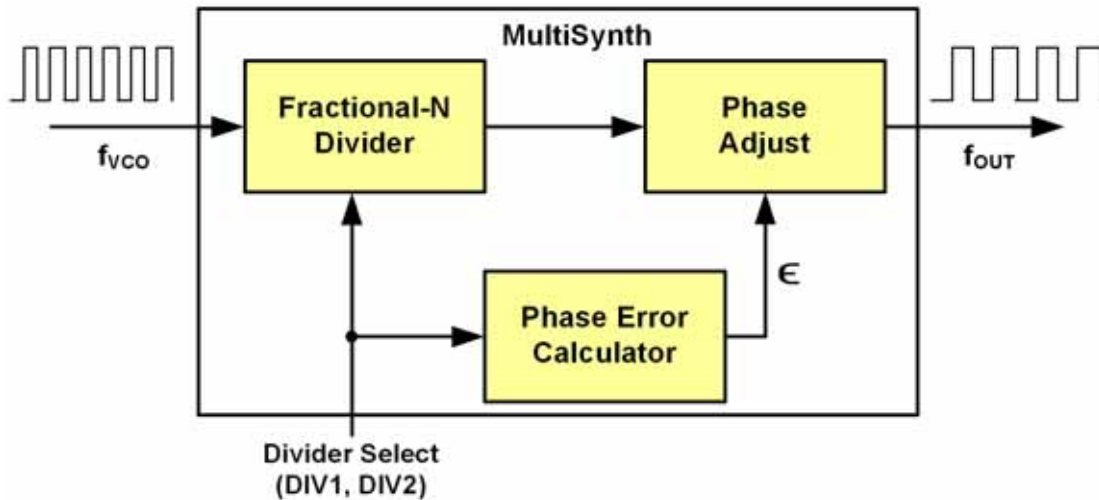 MultiSynth
Fractional-N
Divider
Phase
Adjust
fVCO
fOUT
ϵ
Phase Error
Calculator
Divider Select
(DIV1, DIV2)